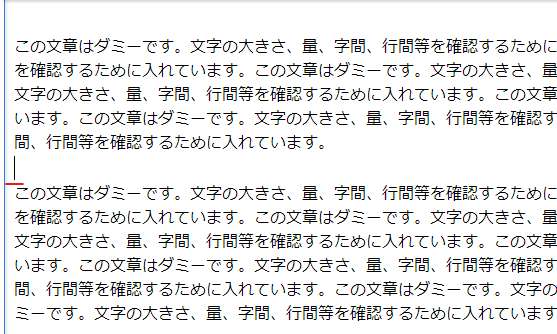 この文章はダミーです。文字の大きさ、量、字間、行間等を確認するために
を確認するために入れています。この文章はダミーです。文字の大きさ、量
文字の大きさ、量、字間、行間等を確認するために入れています。この文章
います。この文章はダミーです。文字の大きさ、量、字間、行間等を確認す
間、行間等を確認するために入れています。
この文章はダミーです。文字の大きさ、量、字間、行間等を確認するために
を確認するために入れています。この文章はダミーです。文字の大きさ、量
文字の大きさ、量、字間、行間等を確認するために入れています。この文章
います。この文章はダミーです。文字の大きさ、量、字間、行間等を確認す
間、行間等を確認するために入れています。この文章はダミーです。文字の
ミーです。文字の大きさ、量、字間、行間等を確認するために入れています